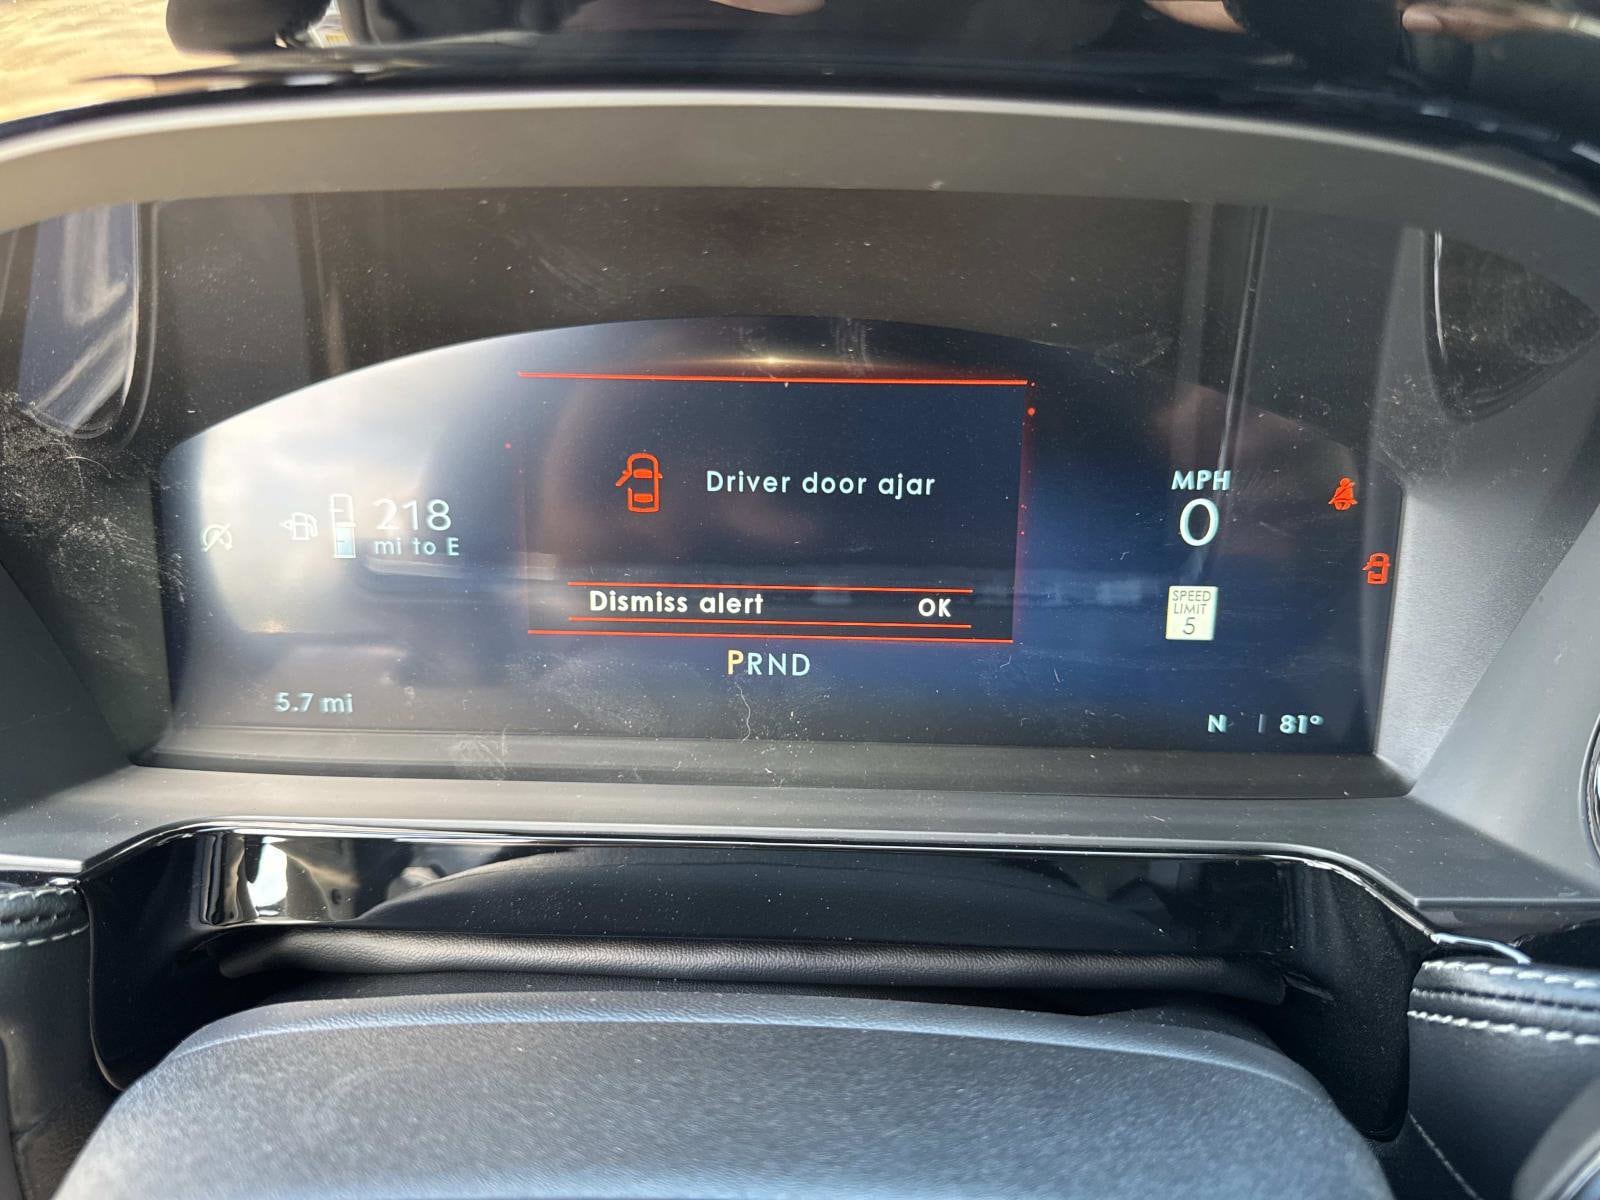 Driver door ajar
218
mi to E
MPH
0
SPEED
LIMIT
5
Dismiss alert OK
PRND
5.7 mi
N 81°